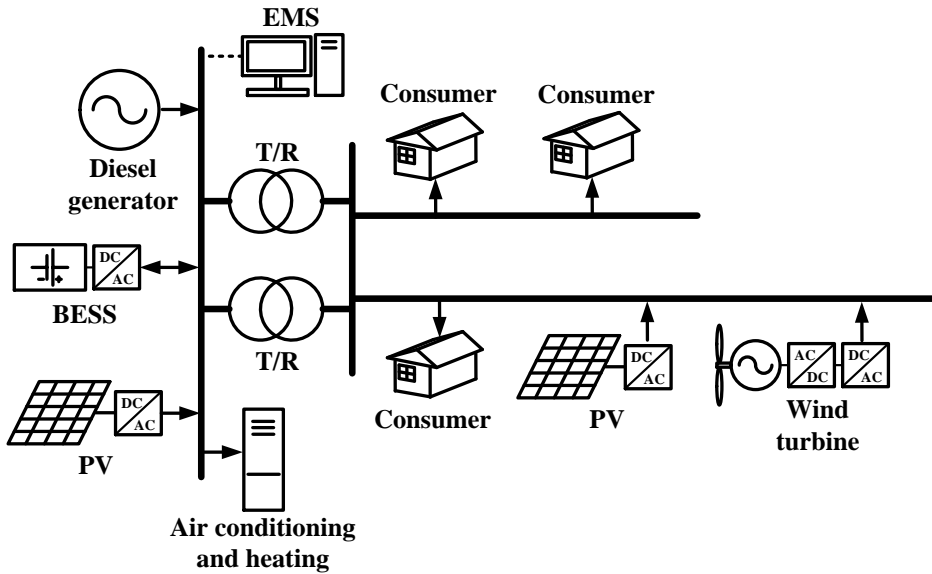 EMS
Consumer
Consumer
T/R
Diesel
generator
DC
AC
BESS
T/R
DC
AC
PV
Consumer
DC
AC
PV
AC
DC
DC
AC
Wind
turbine
Air conditioning
and heating